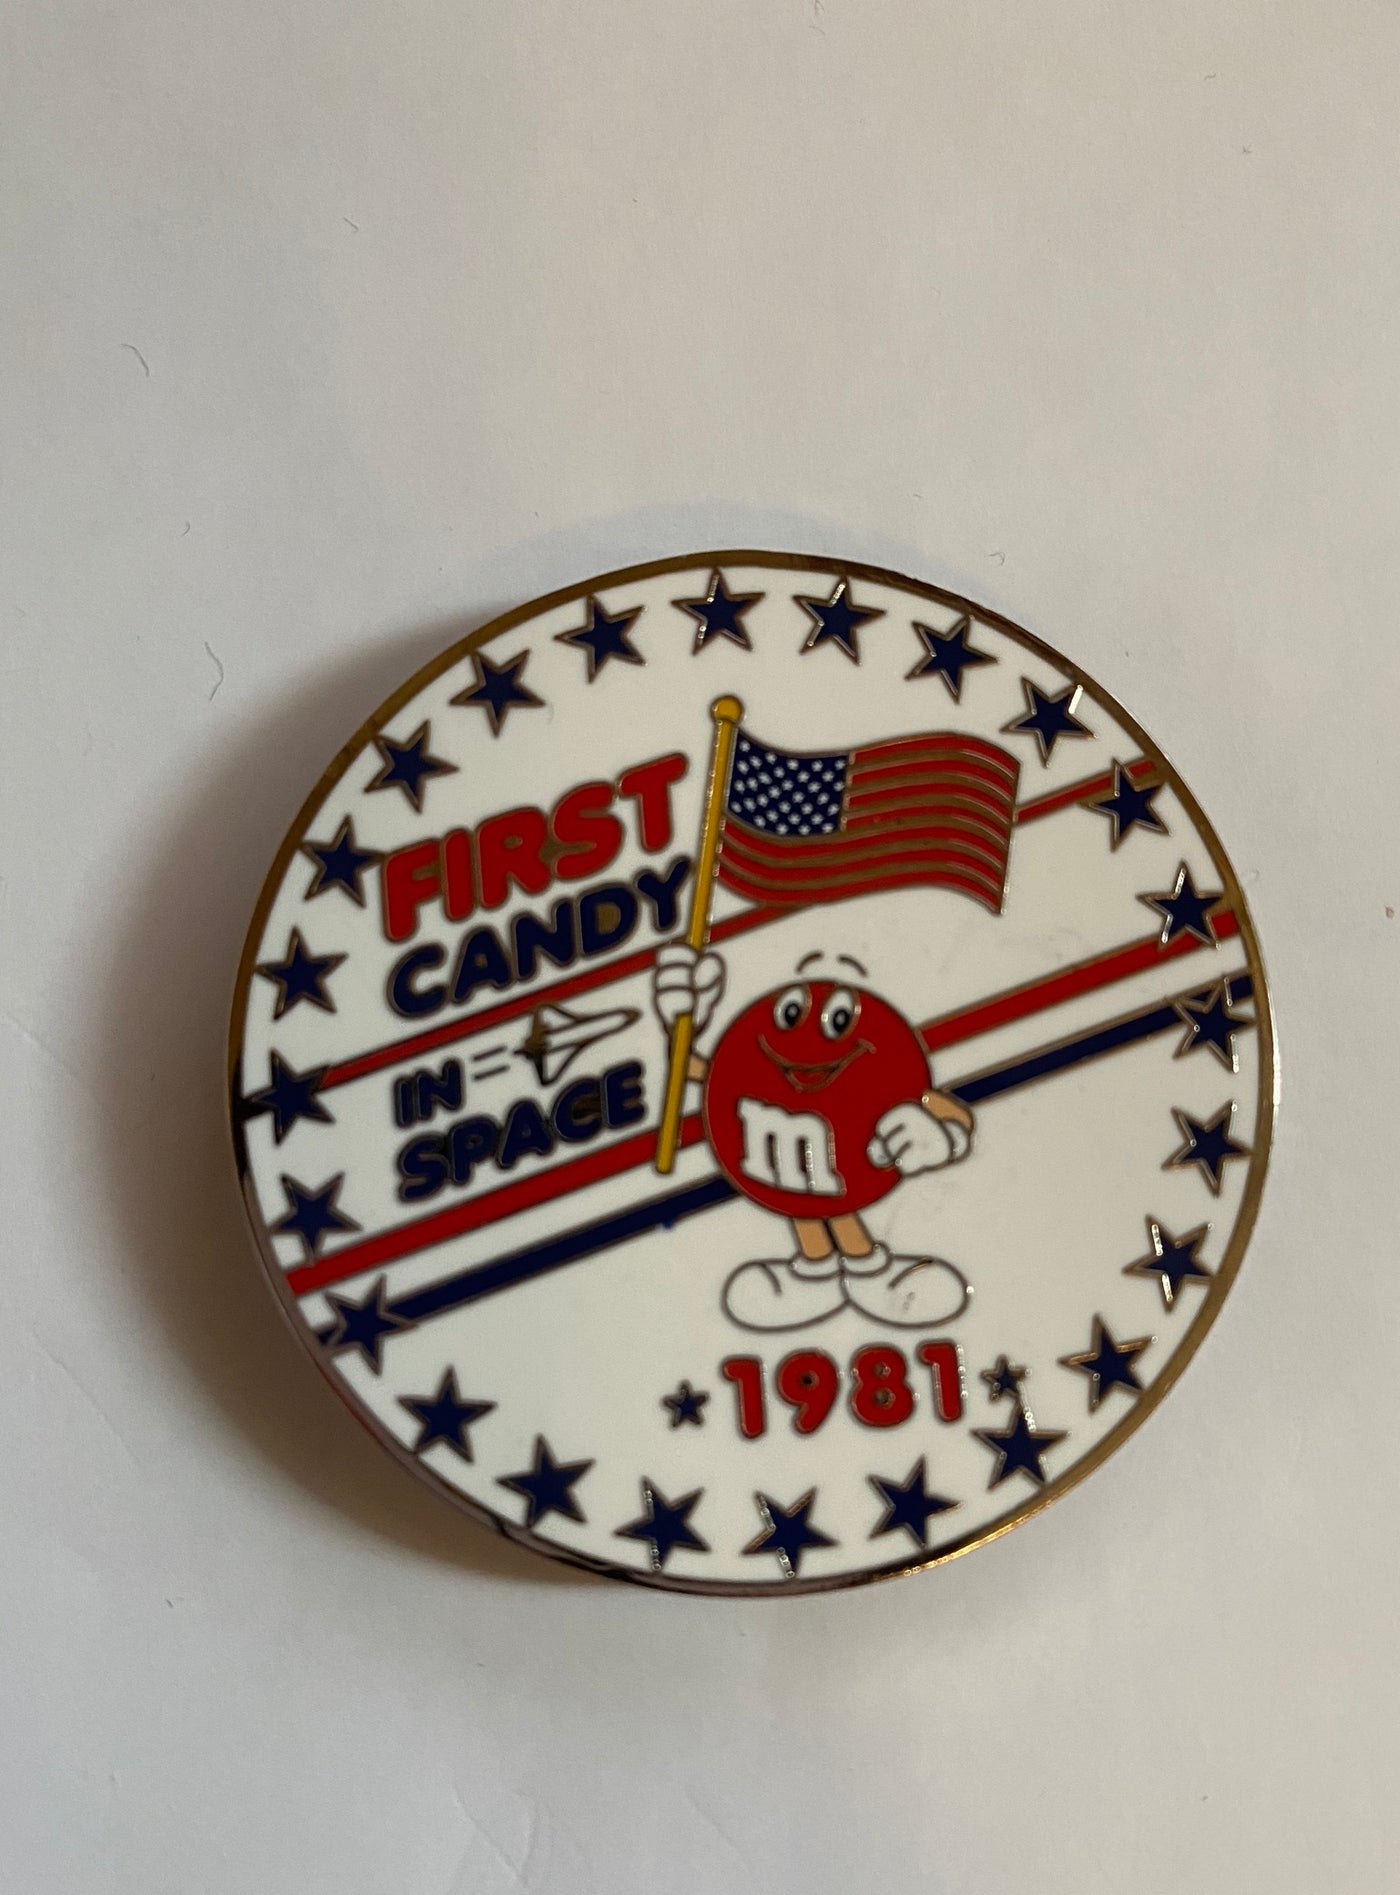 FIRST
CANDY
IN
SPACE
m
1981